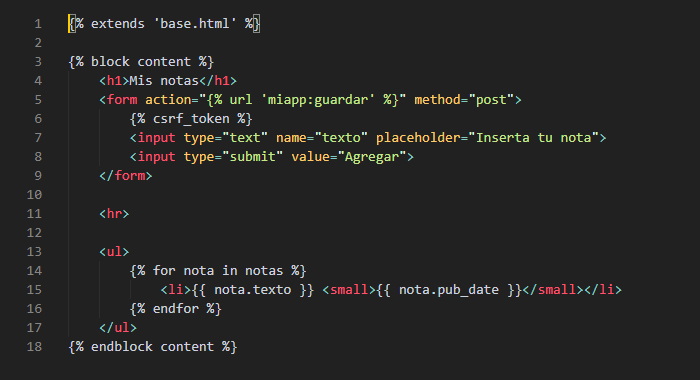 1 {% extends 'base.html' %}
2
3 {% block content %}
4 <h1>Mis notas</h1>
5 <form action="{% url 'miapp:guardar' %}" method="post">
6 {% csrf_token %}
7 <input type="text" name="texto" placeholder="Inserta tu nota">
8 <input type="submit" value="Agregar">
9 </form>
10
11 <hr>
12
13 <ul>
14 {% for nota in notas %}
15 <li>{{ nota.texto }} <small>{{ nota.pub_date }}</small></li>
16 {% endfor %}
17 </ul>
18 {% endblock content %}